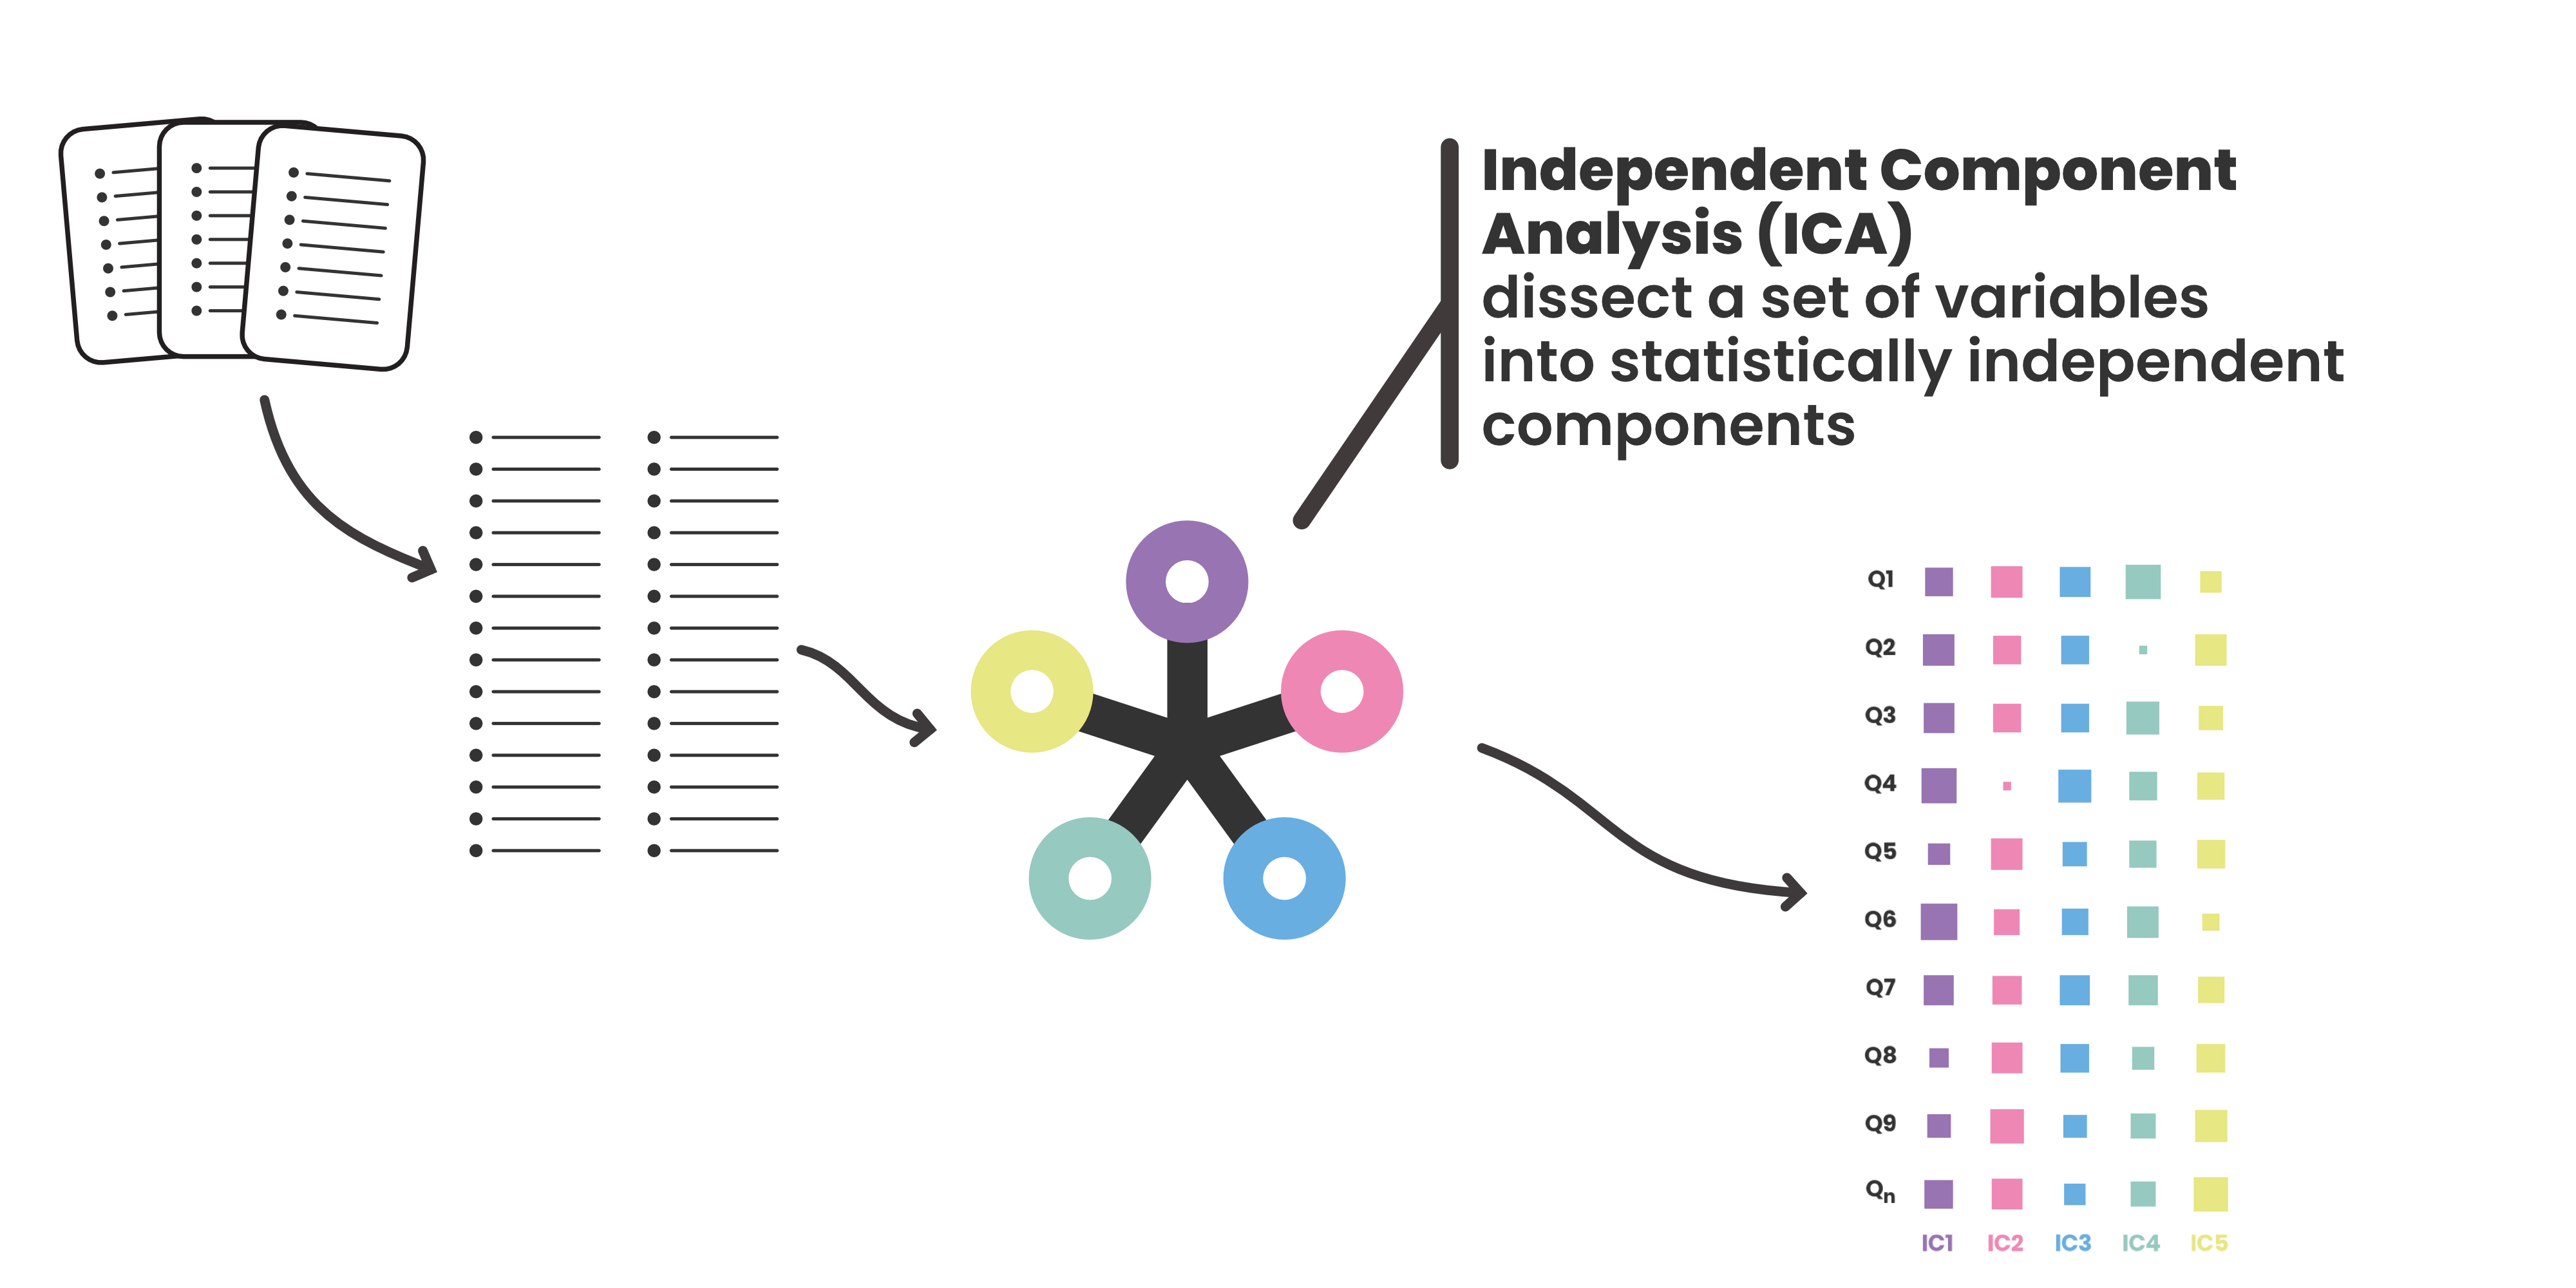 Independent Component
Analysis (ICA)
dissect a set of variables
into statistically independent
components
Q1
Q2
Q3
Q4
Q5
Q6
Q7
Q8
Q9
Qn
IC1 IC2 IC3 IC4 IC5